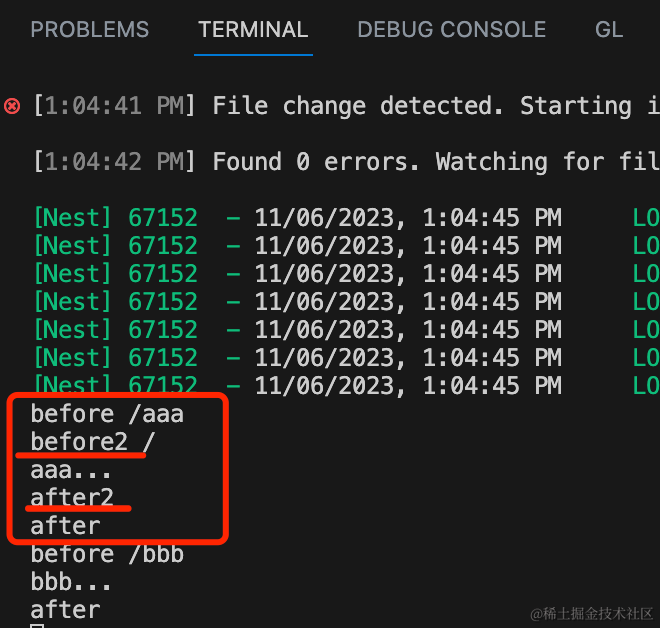 PROBLEMS TERMINAL DEBUG CONSOLE GL
[1:04:41 PM] File change detected. Starting i
[1:04:42 PM] Found 0 errors. Watching for fil
[Nest] 67152 - 11/06/2023, 1:04:45 PM LO
[Nest] 67152 - 11/06/2023, 1:04:45 PM LO
[Nest] 67152 - 11/06/2023, 1:04:45 PM LO
[Nest] 67152 - 11/06/2023, 1:04:45 PM LO
[Nest] 67152 - 11/06/2023, 1:04:45 PM LO
[Nest] 67152 - 11/06/2023, 1:04:45 PM LO
[Nest] 67152 - 11/06/2023, 1:04:45 PM LO
before /aaa
before2 /
aaa...
after2
after
before /bbb
bbb...
after
@稀土掘金技术社区